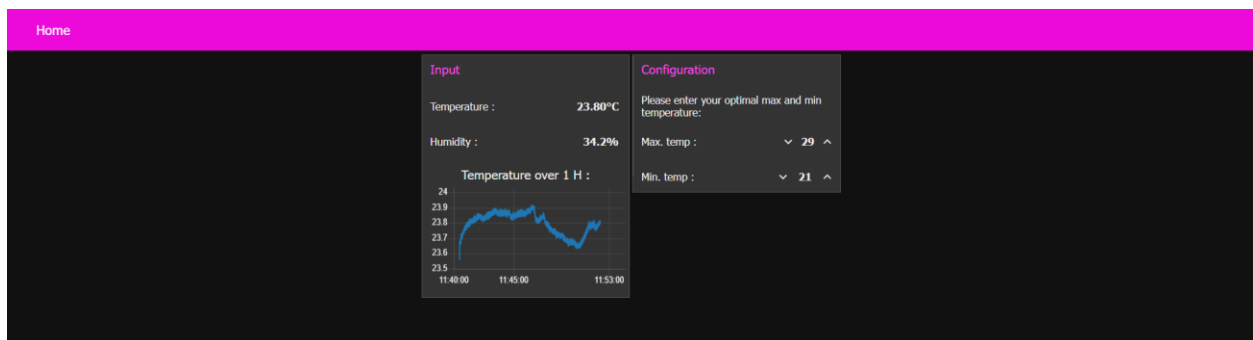 Home
Input
Temperature : 23.80°C
Humidity : 34.2%
Temperature over 1 H :
24
23.9
23.8
23.7
23.6
23.5
11:40:00 11:45:00 11:53:00
Configuration
Please enter your optimal max and min
temperature:
Max. temp : 29
Min. temp : 21